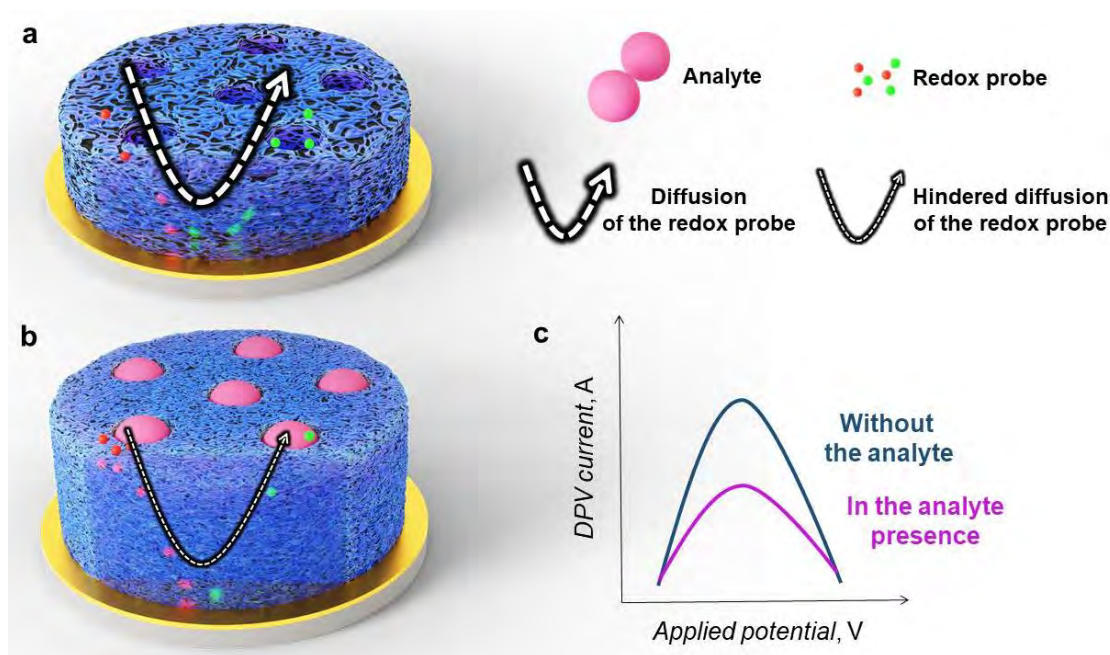 a
Analyte
Redox probe
Diffusion
of the redox probe
Hindered diffusion
of the redox probe
b
c
DPV current, A
Without
the analyte
In the analyte
presence
Applied potential, V